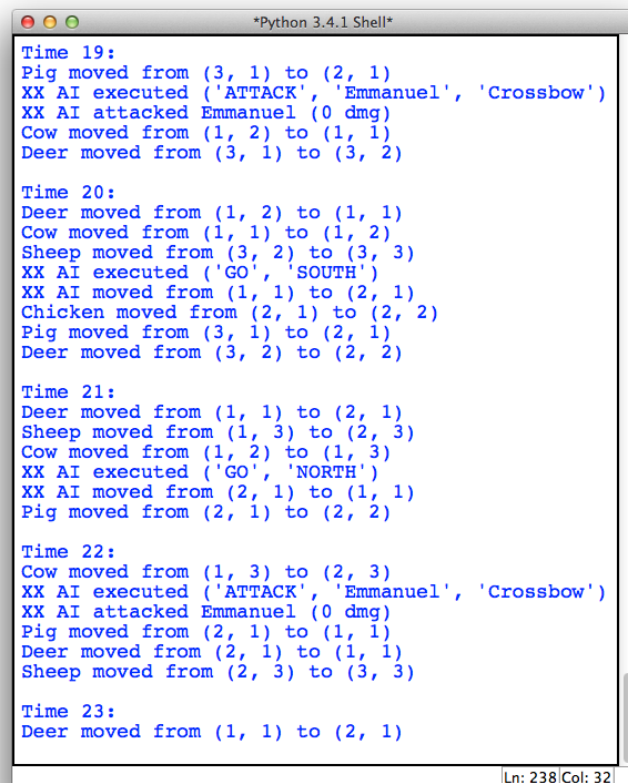 *Python 3.4.1 Shell*
Time 19:
Pig moved from (3, 1) to (2, 1)
XX AI executed ('ATTACK', 'Emmanuel', 'Crossbow')
XX AI attacked Emmanuel (0 dmg)
Cow moved from (1, 2) to (1, 1)
Deer moved from (3, 1) to (3, 2)
Time 20:
Deer moved from (1, 2) to (1, 1)
Cow moved from (1, 1) to (1, 2)
Sheep moved from (3, 2) to (3, 3)
XX AI executed ('GO', 'SOUTH')
XX AI moved from (1, 1) to (2, 1)
Chicken moved from (2, 1) to (2, 2)
Pig moved from (3, 1) to (2, 1)
Deer moved from (3, 2) to (2, 2)
Time 21:
Deer moved from (1, 1) to (2, 1)
Sheep moved from (1, 3) to (2, 3)
Cow moved from (1, 2) to (1, 3)
XX AI executed ('GO', 'NORTH')
XX AI moved from (2, 1) to (1, 1)
Pig moved from (2, 1) to (2, 2)
Time 22:
Cow moved from (1, 3) to (2, 3)
XX AI executed ('ATTACK', 'Emmanuel', 'Crossbow')
XX AI attacked Emmanuel (0 dmg)
Pig moved from (2, 1) to (1, 1)
Deer moved from (2, 1) to (1, 1)
Sheep moved from (2, 3) to (3, 3)
Time 23:
Deer moved from (1, 1) to (2, 1)
Ln: 238 Col: 32